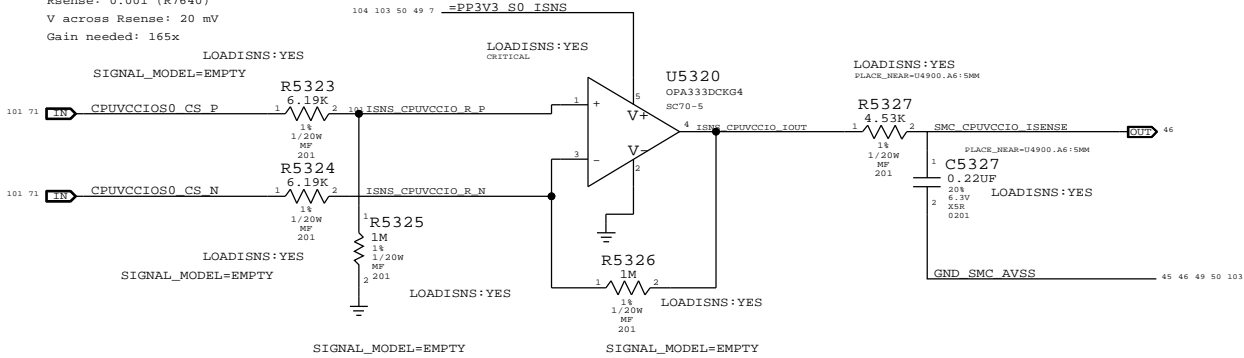 Rsense: 0.001 (R7640)
V across Rsense: 20 mV
Gain needed: 165x
104 103 50 49 7 =PP3V3_S0_ISNS
LOADISNS:YES
CRITICAL
LOADISNS:YES
SIGNAL_MODEL=EMPTY
R5323
6.19K
1 2
1%
1/20W
MF
201
101 71 IN CPUVCCIOS0_CS_P
ISNS_CPUVCCIO_R_P
R5324
6.19K
1 2
1%
1/20W
MF
201
101 71 IN CPUVCCIOS0_CS_N
ISNS_CPUVCCIO_R_N
LOADISNS:YES
SIGNAL_MODEL=EMPTY
1
R5325
1M
1%
1/20W
MF
201
2
LOADISNS:YES
SIGNAL_MODEL=EMPTY
U5320
OPA333DCKG4
SC70-5
1 +
3 -
5
V+
V-
2
4 ISNS_CPUVCCIO_IOUT
R5326
1M
1 2
1%
1/20W
MF
201
LOADISNS:YES
SIGNAL_MODEL=EMPTY
LOADISNS:YES
PLACE_NEAR=U4900.A6:5MM
R5327
4.53K
1 2
1%
1/20W
MF
201
SMC_CPUVCCIO_ISENSE OUT 46
PLACE_NEAR=U4900.A6:5MM
1
C5327
0.22UF
20%
6.3V
X5R
0201
2
LOADISNS:YES
GND_SMC_AVSS 45 46 49 50 103